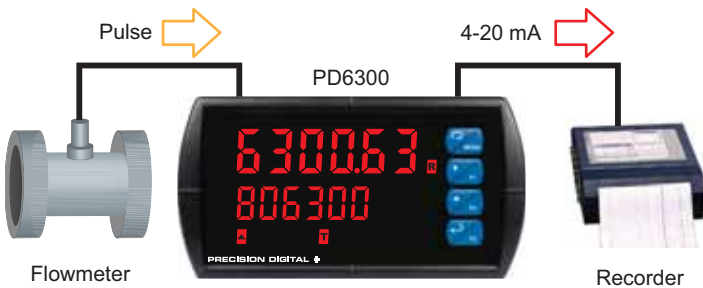 Pulse
4-20 mA
PD6300
6300.63
R
806300
T
PRECISION DIGITAL
Flowmeter
Recorder